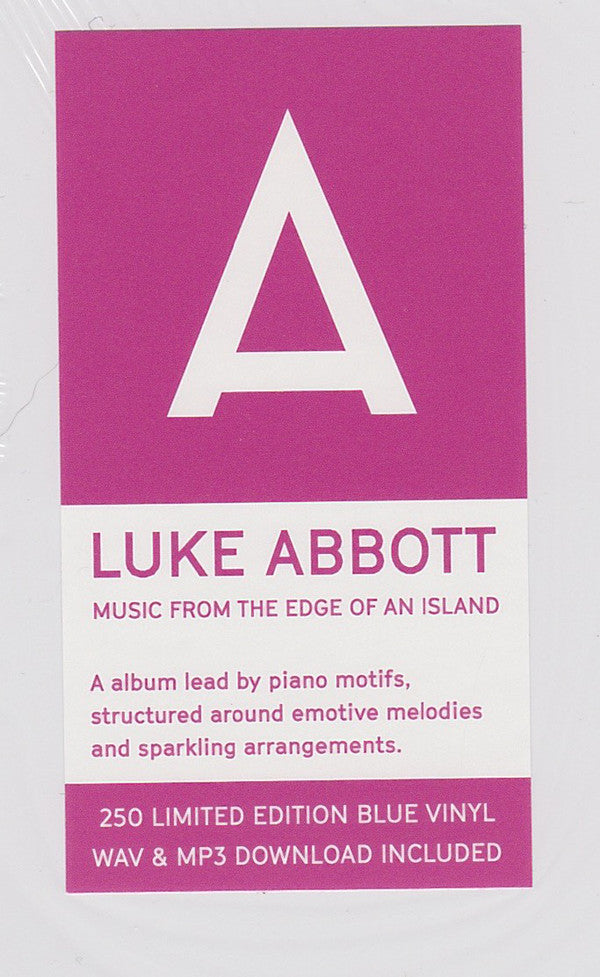 A
LUKE ABBOTT
MUSIC FROM THE EDGE OF AN ISLAND
A album lead by piano motifs,
structured around emotive melodies
and sparkling arrangements.
250 LIMITED EDITION BLUE VINYL
WAV & MP3 DOWNLOAD INCLUDED